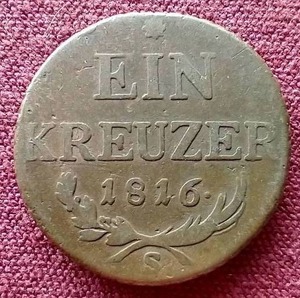 EIN
KREUZER
·1816·
S